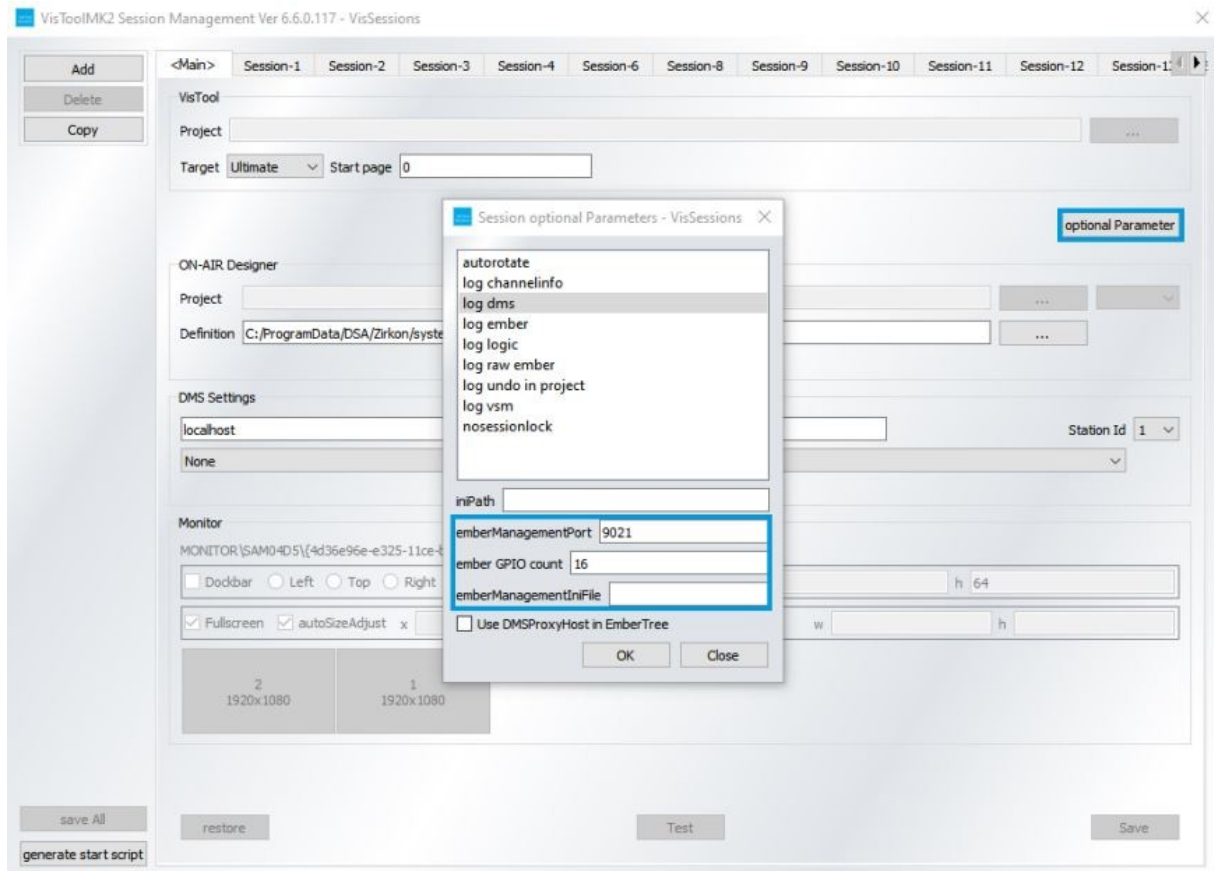 VisToolMK2 Session Management Ver 6.6.0.117 - VisSessions
Add
Delete
Copy
<Main> Session-1 Session-2 Session-3 Session-4 Session-6 Session-8 Session-9 Session-10 Session-11 Session-12
VisTool
Project ...
Target Ultimate Start page 0
optional Parameter
ON-AIR Designer
Project ...
Definition C:/ProgramData/DSA/Zirkon/syste ...
DMS Settings
localhost Station Id 1
None
Monitor
MONITOR\SAM04D5\{4d36e96e-e325-11ce-
Dockbar Left Top Right h 64
Fullscreen autoSizeAdjust x w h
2 1
1920x1080 1920x1080
restore Test Save
save All
generate start script
Session optional Parameters - VisSessions
autorotate
log channelinfo
log dms
log ember
log logic
log raw ember
log undo in project
log vsm
nosessionlock
iniPath
emberManagementPort 9021
ember GPIO count 16
emberManagementIniFile
Use DMSProxyHost in EmberTree
OK Close